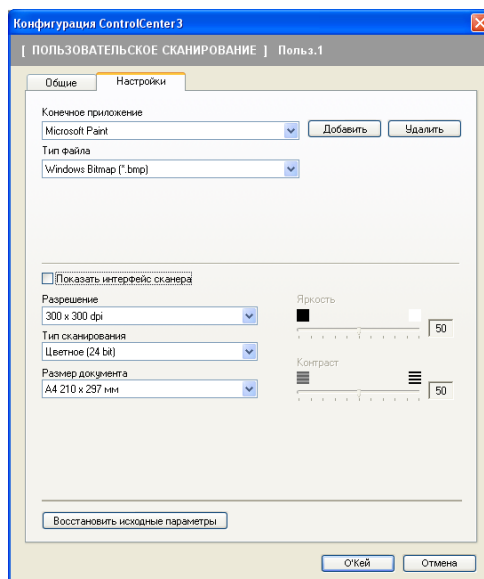 Конфигурация ControlCenter3
[ ПОЛЬЗОВАТЕЛЬСКОЕ СКАНИРОВАНИЕ ] Польз.1
Общие Настройки
Конечное приложение
Microsoft Paint Добавить Удалить
Тип файла
Windows Bitmap (*.bmp)
Показать интерфейс сканера
Разрешение Яркость
300 x 300 dpi 50
Тип сканирования
Цветное (24 bit)
Размер документа Контраст
A4 210 x 297 мм 50
Восстановить исходные параметры
О'Кей Отмена